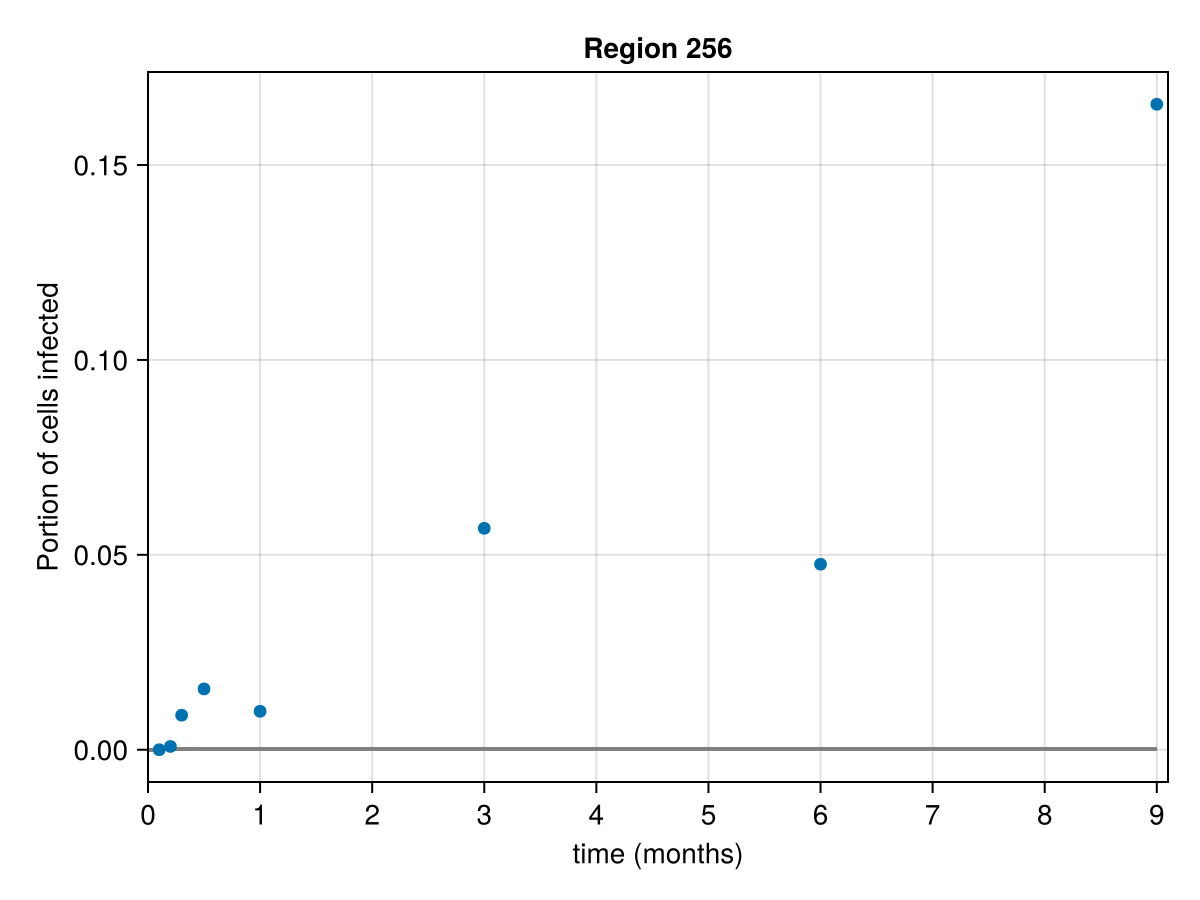 Region 256
Portion of cells infected
0.15
0.10
0.05
0.00
0 1 2 3 4 5 6 7 8 9
time (months)